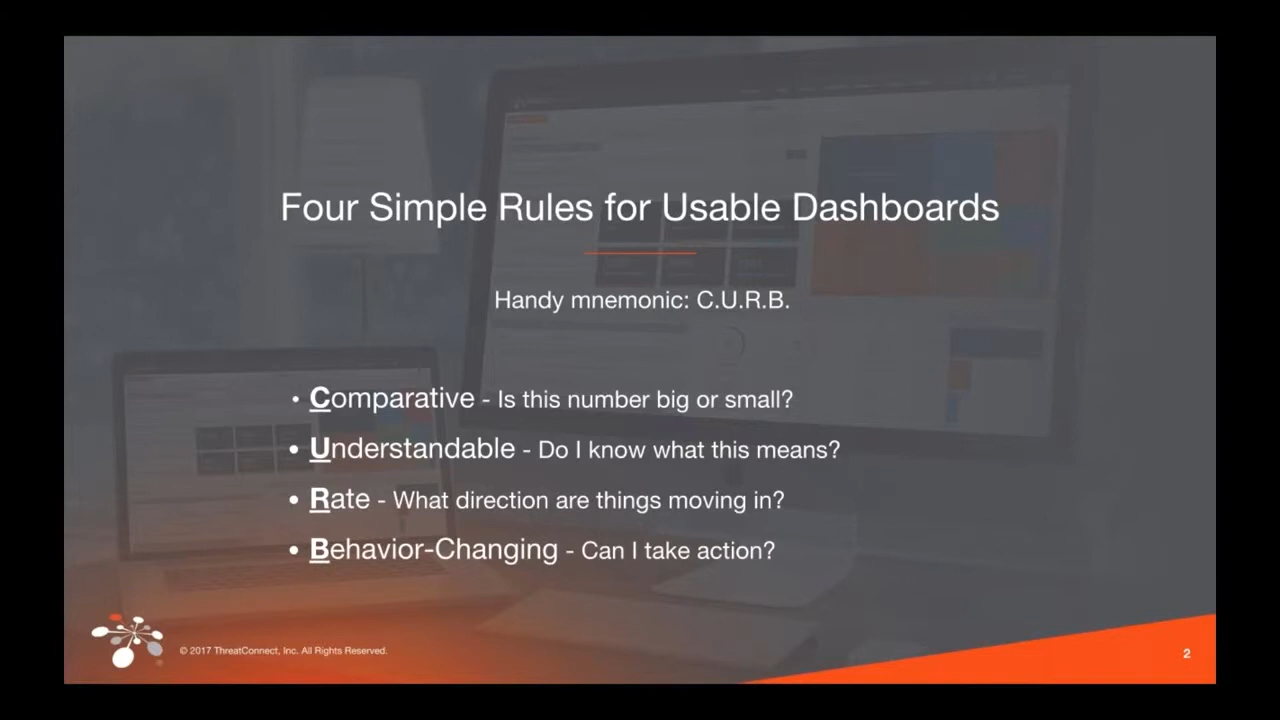 Four Simple Rules for Usable Dashboards
Handy mnemonic: C.U.R.B.
• Comparative - Is this number big or small?
• Understandable - Do I know what this means?
• Rate - What direction are things moving in?
• Behavior-Changing - Can I take action?
© 2017 ThreatConnect, Inc. All Rights Reserved.
2